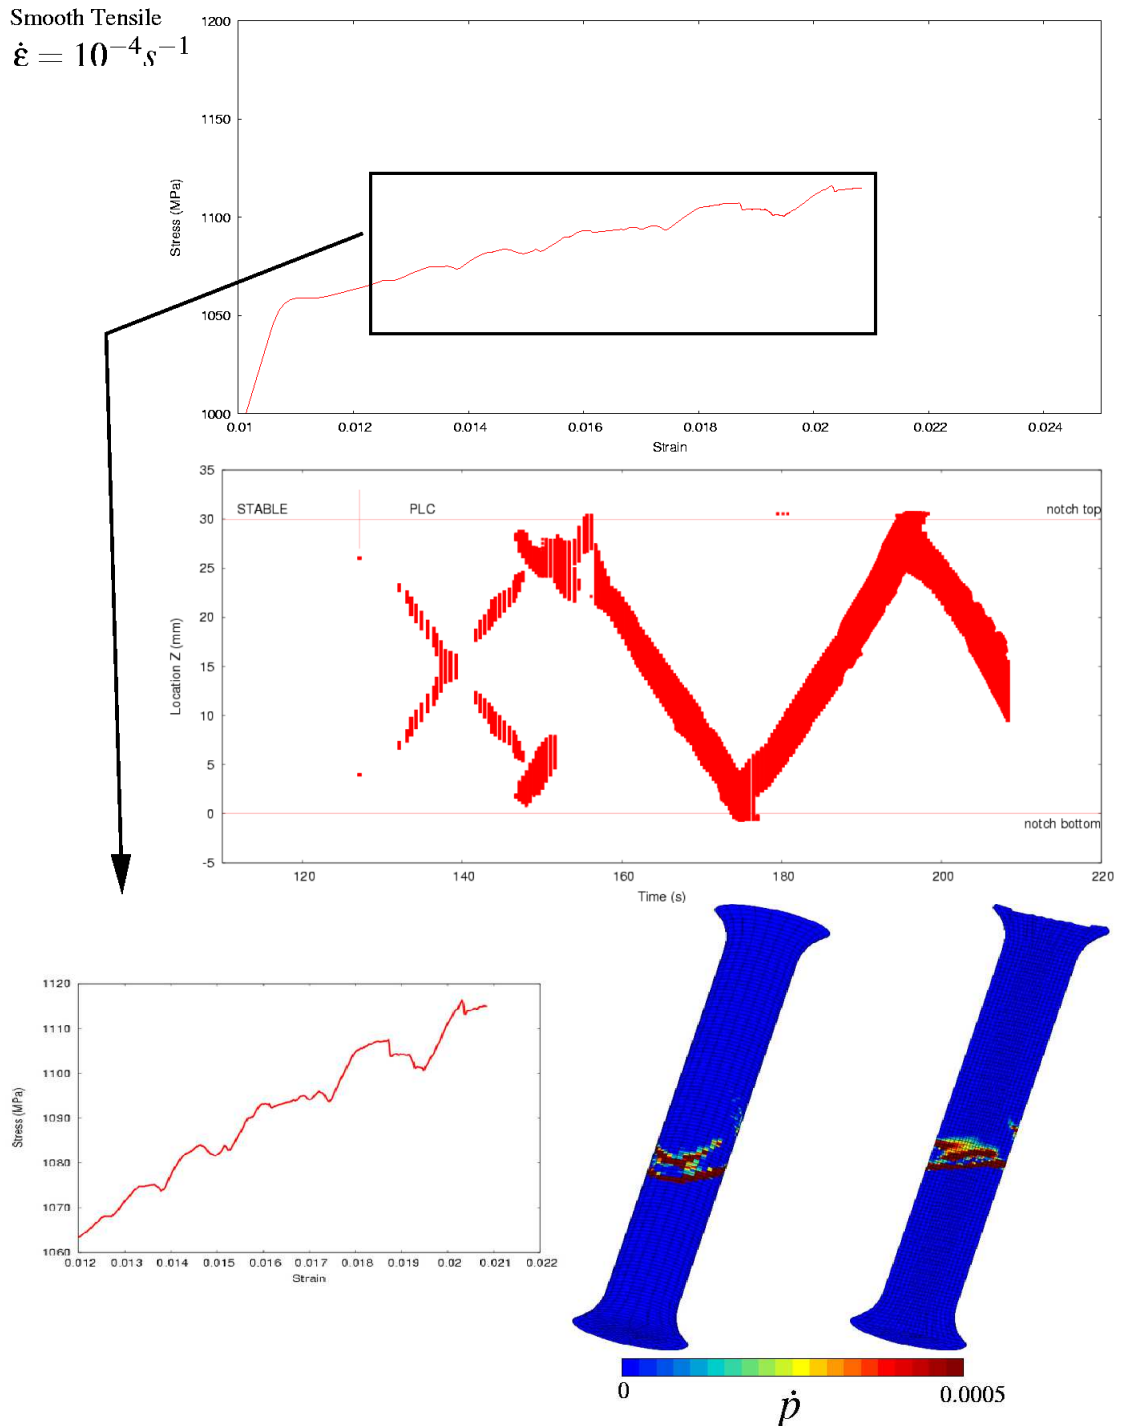 Smooth Tensile
ε̇ = 10⁻⁴s⁻¹
1200
1150
1100
1050
1000
Stress (MPa)
0.01 0.012 0.014 0.016 0.018 0.02 0.022 0.024
Strain
35
30
25
20
15
10
5
0
-5
Location Z (mm)
STABLE PLC notch top
notch bottom
120 140 160 180 200 220
Time (s)
1120
1110
1100
1090
1080
1070
1060
Stress (MPa)
0.012 0.013 0.014 0.015 0.016 0.017 0.018 0.019 0.02 0.021 0.022
Strain
0 0.0005
ṗ